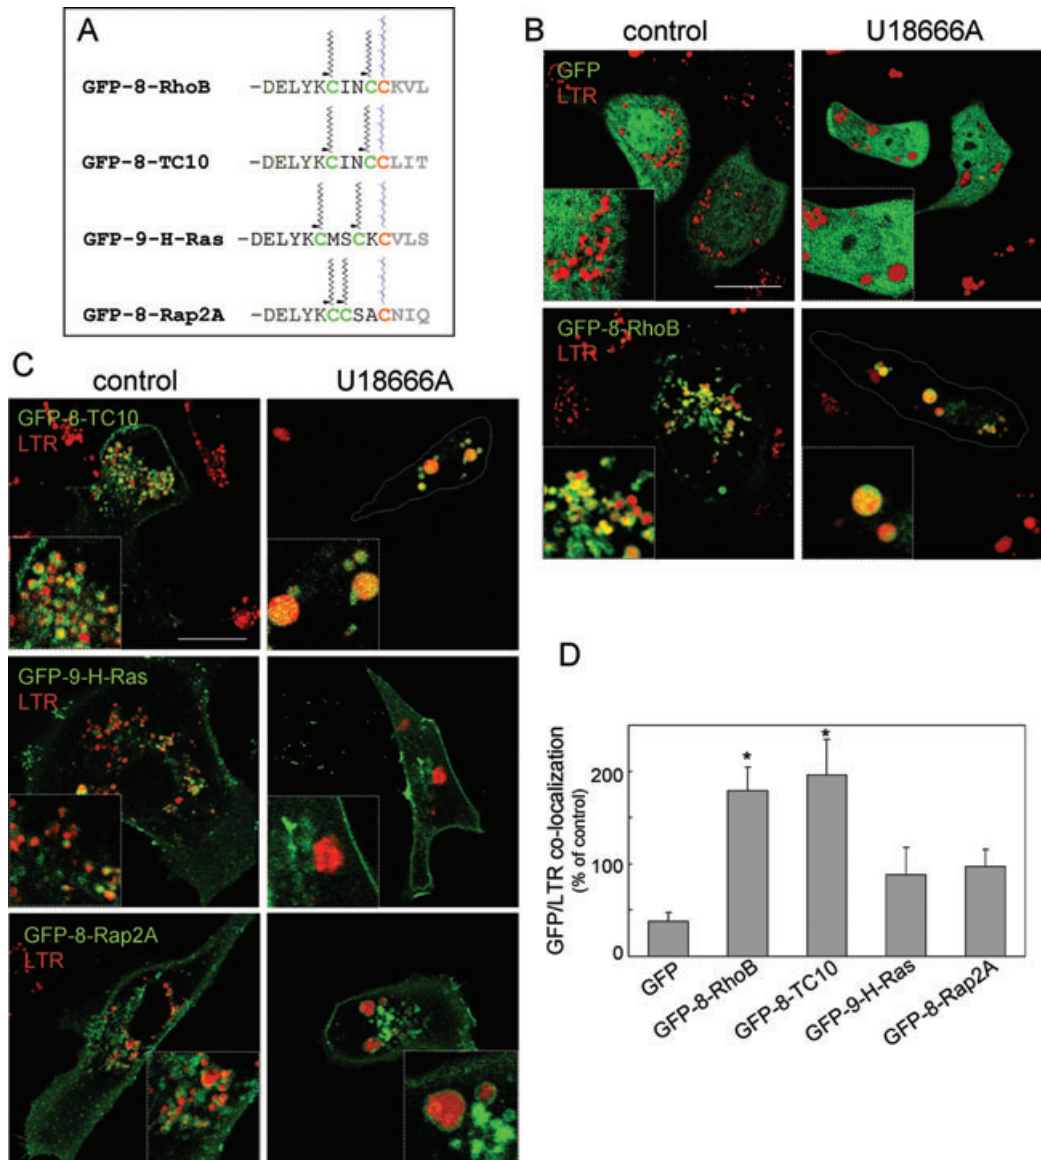 A
GFP-8-RhoB -DELYKCINCCKVL
GFP-8-TC10 -DELYKCINCCLIT
GFP-9-H-Ras -DELYKCMSCKCVLS
GFP-8-Rap2A -DELYKCCSACNIQ
B
control U18666A
GFP
LTR
GFP-8-RhoB
LTR
C
control U18666A
GFP-8-TC10
LTR
GFP-9-H-Ras
LTR
GFP-8-Rap2A
LTR
D
GFP/LTR co-localization
(% of control)
200
100
0
* *
GFP GFP-8-RhoB GFP-8-TC10 GFP-9-H-Ras GFP-8-Rap2A